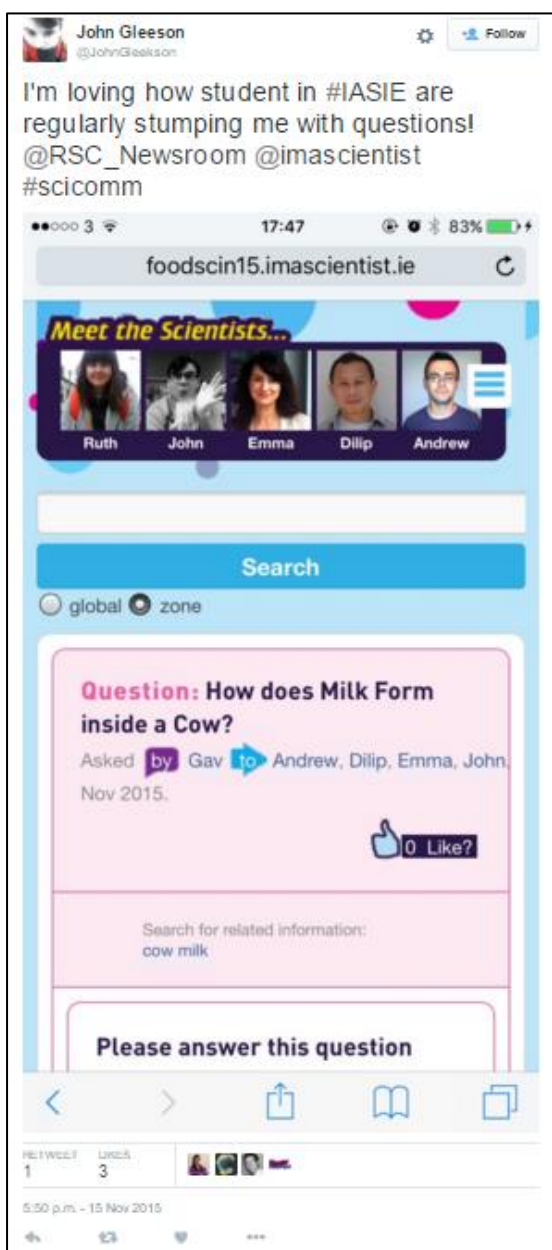 John Gleeson
@JohnGleekson
Follow
I'm loving how student in #IASIE are
regularly stumping me with questions!
@RSC_Newsroom @imascientist
#scicomm
3 17:47 83%
foodscin15.imascientist.ie
Meet the Scientists...
Ruth John Emma Dilip Andrew
Search
global zone
Question: How does Milk Form
inside a Cow?
Asked by Gav to Andrew, Dilip, Emma, John,
Nov 2015.
0 Like?
Search for related information:
cow milk
Please answer this question
RETWEET LIKES
1 3
5:50 p.m. - 15 Nov 2015